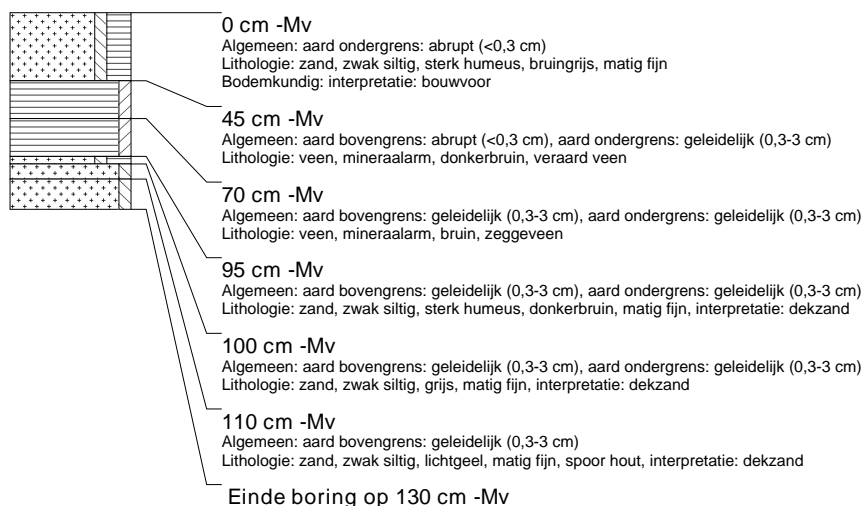 0 cm -Mv
Algemeen: aard ondergrens: abrupt (<0,3 cm)
Lithologie: zand, zwak siltig, sterk humeus, bruingrijs, matig fijn
Bodemkundig: interpretatie: bouwvoor
45 cm -Mv
Algemeen: aard bovengrens: abrupt (<0,3 cm), aard ondergrens: geleidelijk (0,3-3 cm)
Lithologie: veen, mineraalarm, donkerbruin, veraard veen
70 cm -Mv
Algemeen: aard bovengrens: geleidelijk (0,3-3 cm), aard ondergrens: geleidelijk (0,3-3 cm)
Lithologie: veen, mineraalarm, bruin, zeggeveen
95 cm -Mv
Algemeen: aard bovengrens: geleidelijk (0,3-3 cm), aard ondergrens: geleidelijk (0,3-3 cm)
Lithologie: zand, zwak siltig, sterk humeus, donkerbruin, matig fijn, interpretatie: dekzand
100 cm -Mv
Algemeen: aard bovengrens: geleidelijk (0,3-3 cm), aard ondergrens: geleidelijk (0,3-3 cm)
Lithologie: zand, zwak siltig, grijs, matig fijn, interpretatie: dekzand
110 cm -Mv
Algemeen: aard bovengrens: geleidelijk (0,3-3 cm)
Lithologie: zand, zwak siltig, lichtgeel, matig fijn, spoor hout, interpretatie: dekzand
Einde boring op 130 cm -Mv